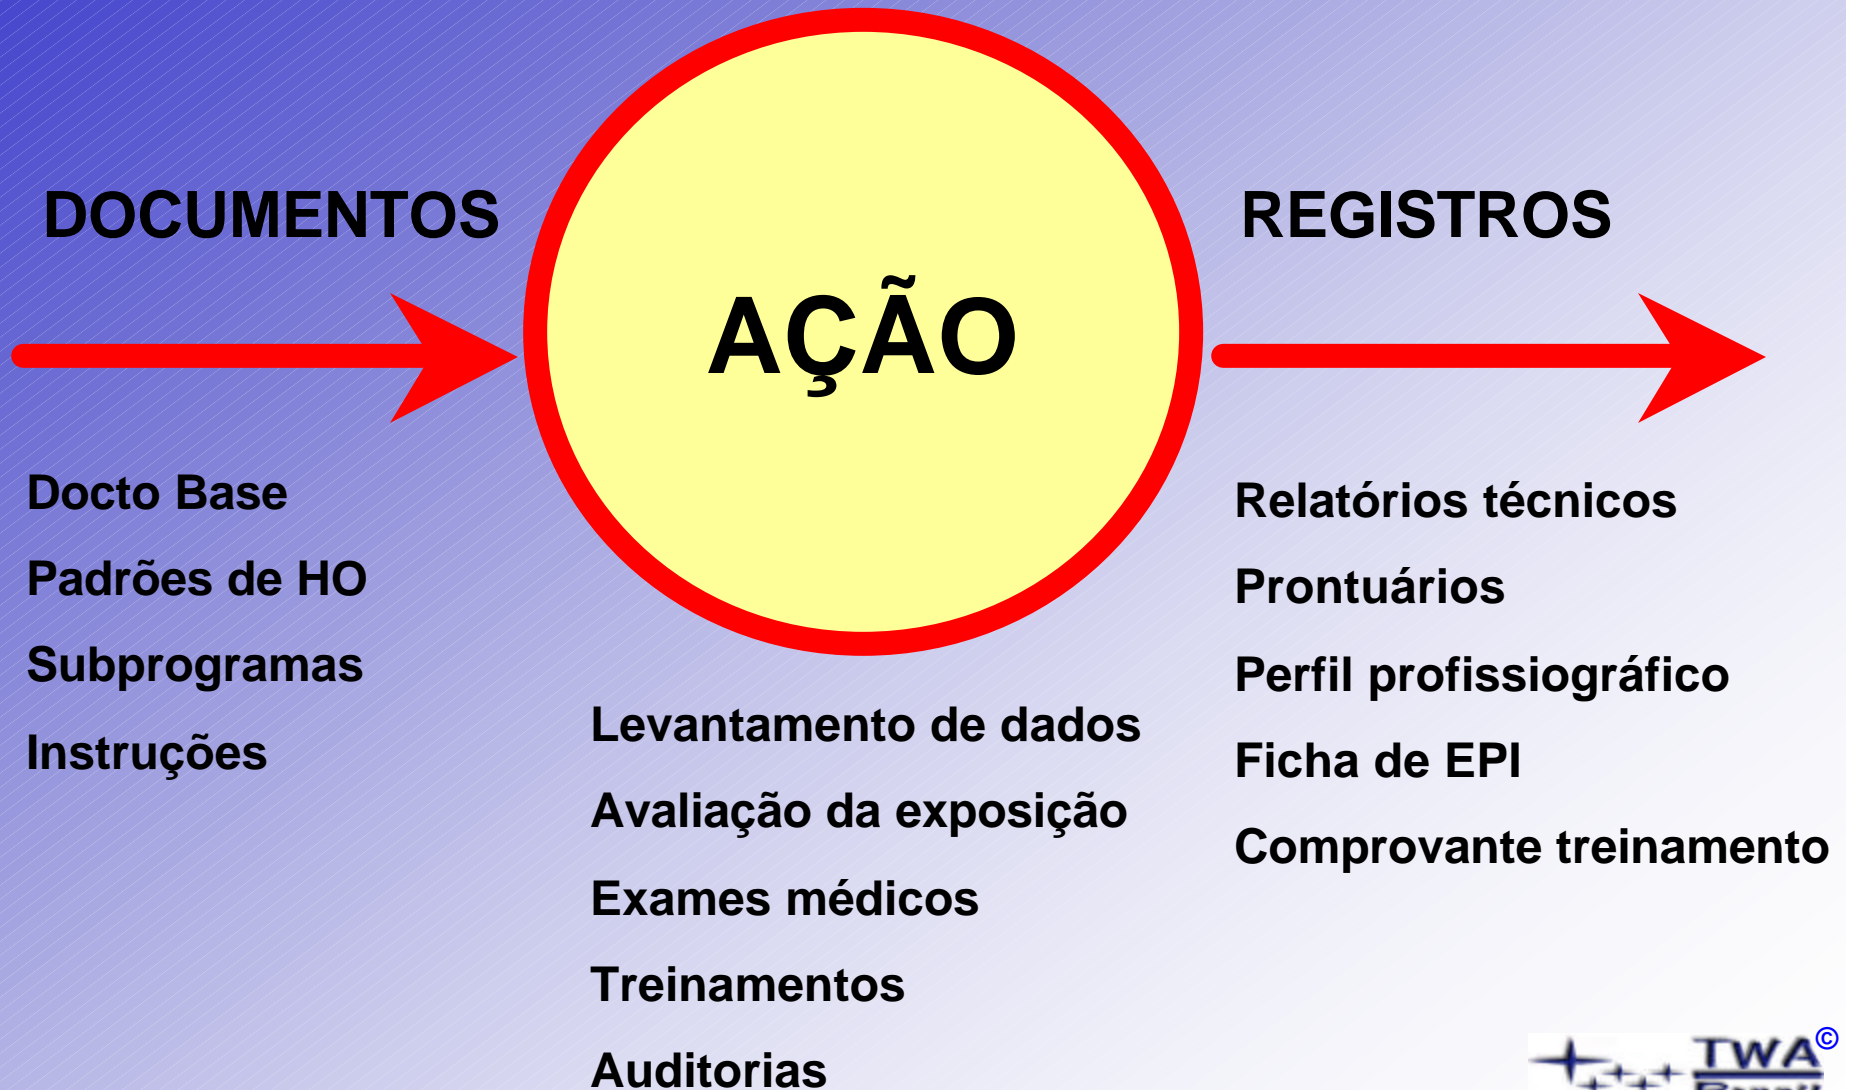 DOCUMENTOS
Docto Base
Padrões de HO
Subprogramas
Instruções
AÇÃO
Levantamento de dados
Avaliação da exposição
Exames médicos
Treinamentos
Auditorias
REGISTROS
Relatórios técnicos
Prontuários
Perfil profissiográfico
Ficha de EPI
Comprovante treinamento
TWA©